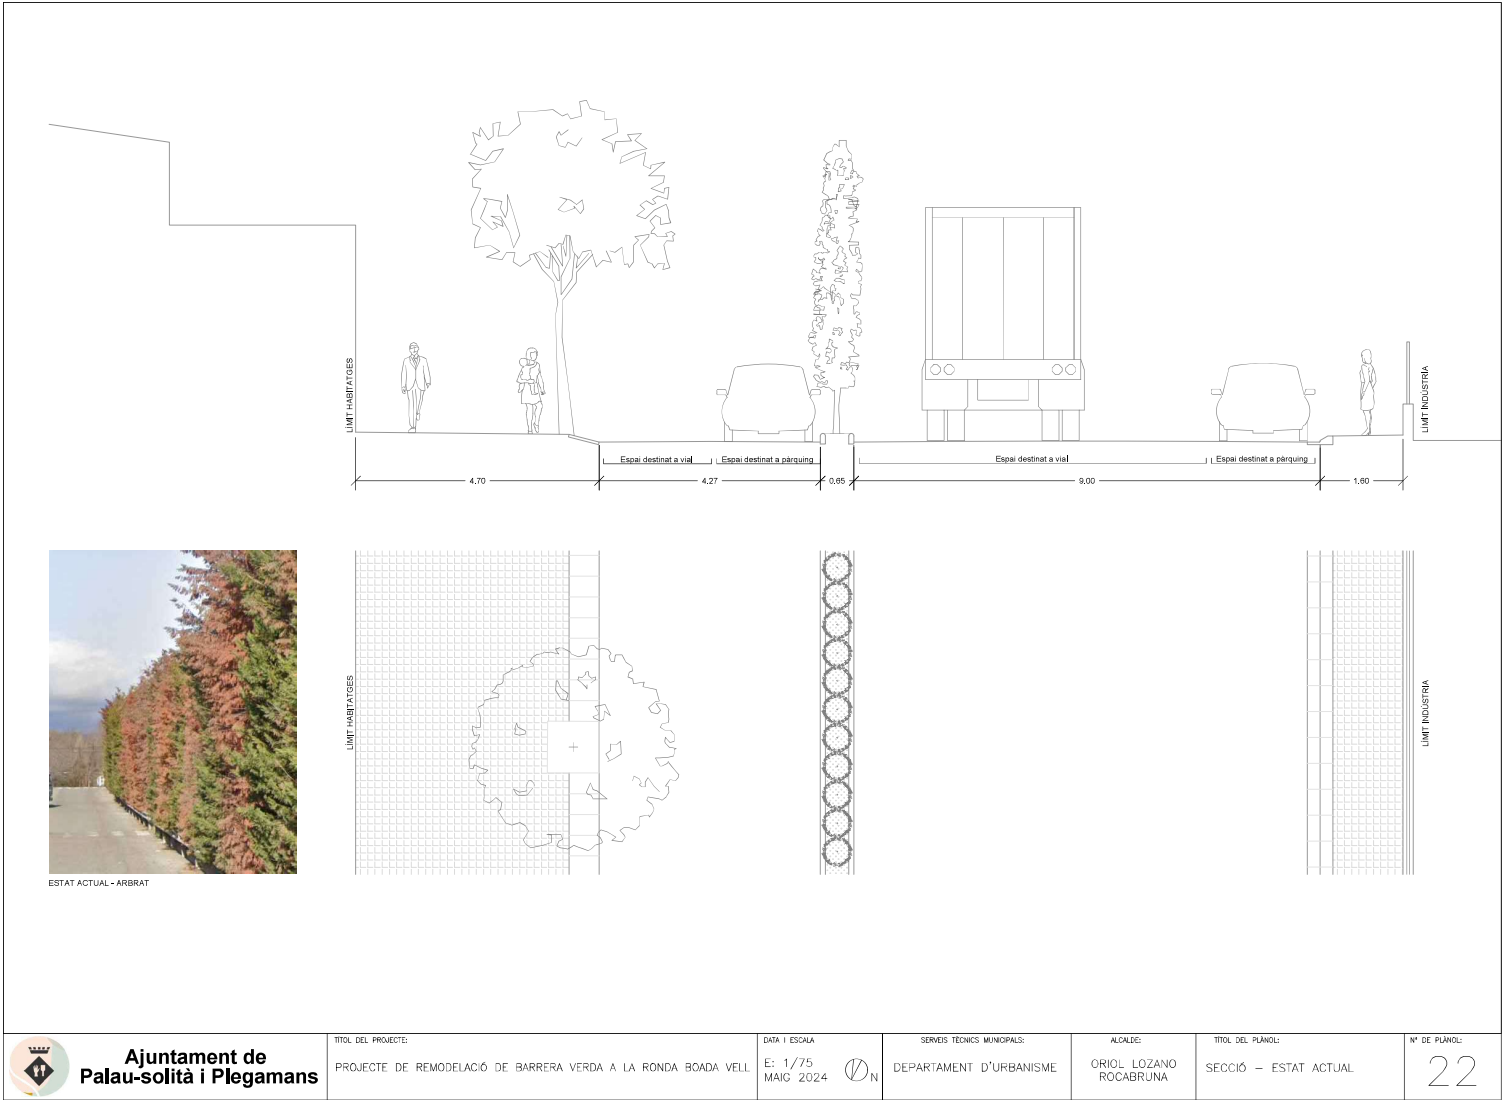 LÍMIT HABITATGES
LÍMIT INDÚSTRIA
Espai destinat a vial
Espai destinat a pàrquing
Espai destinat a vial
Espai destinat a pàrquing
4.70
4.27
0.65
9.00
1.60
LÍMIT HABITATGES
LÍMIT INDÚSTRIA
ESTAT ACTUAL - ARBRAT
Ajuntament de
Palau-solità i Plegamans
TÍTOL DEL PROJECTE:
PROJECTE DE REMODELACIÓ DE BARRERA VERDA A LA RONDA BOADA VELL
DATA I ESCALA
E: 1/75
MAIG 2024
N
SERVEIS TÈCNICS MUNICIPALS:
DEPARTAMENT D'URBANISME
ALCALDE:
ORIOL LOZANO
ROCABRUNA
TÍTOL DEL PLÀNOL:
SECCIÓ - ESTAT ACTUAL
Nº DE PLÀNOL:
22